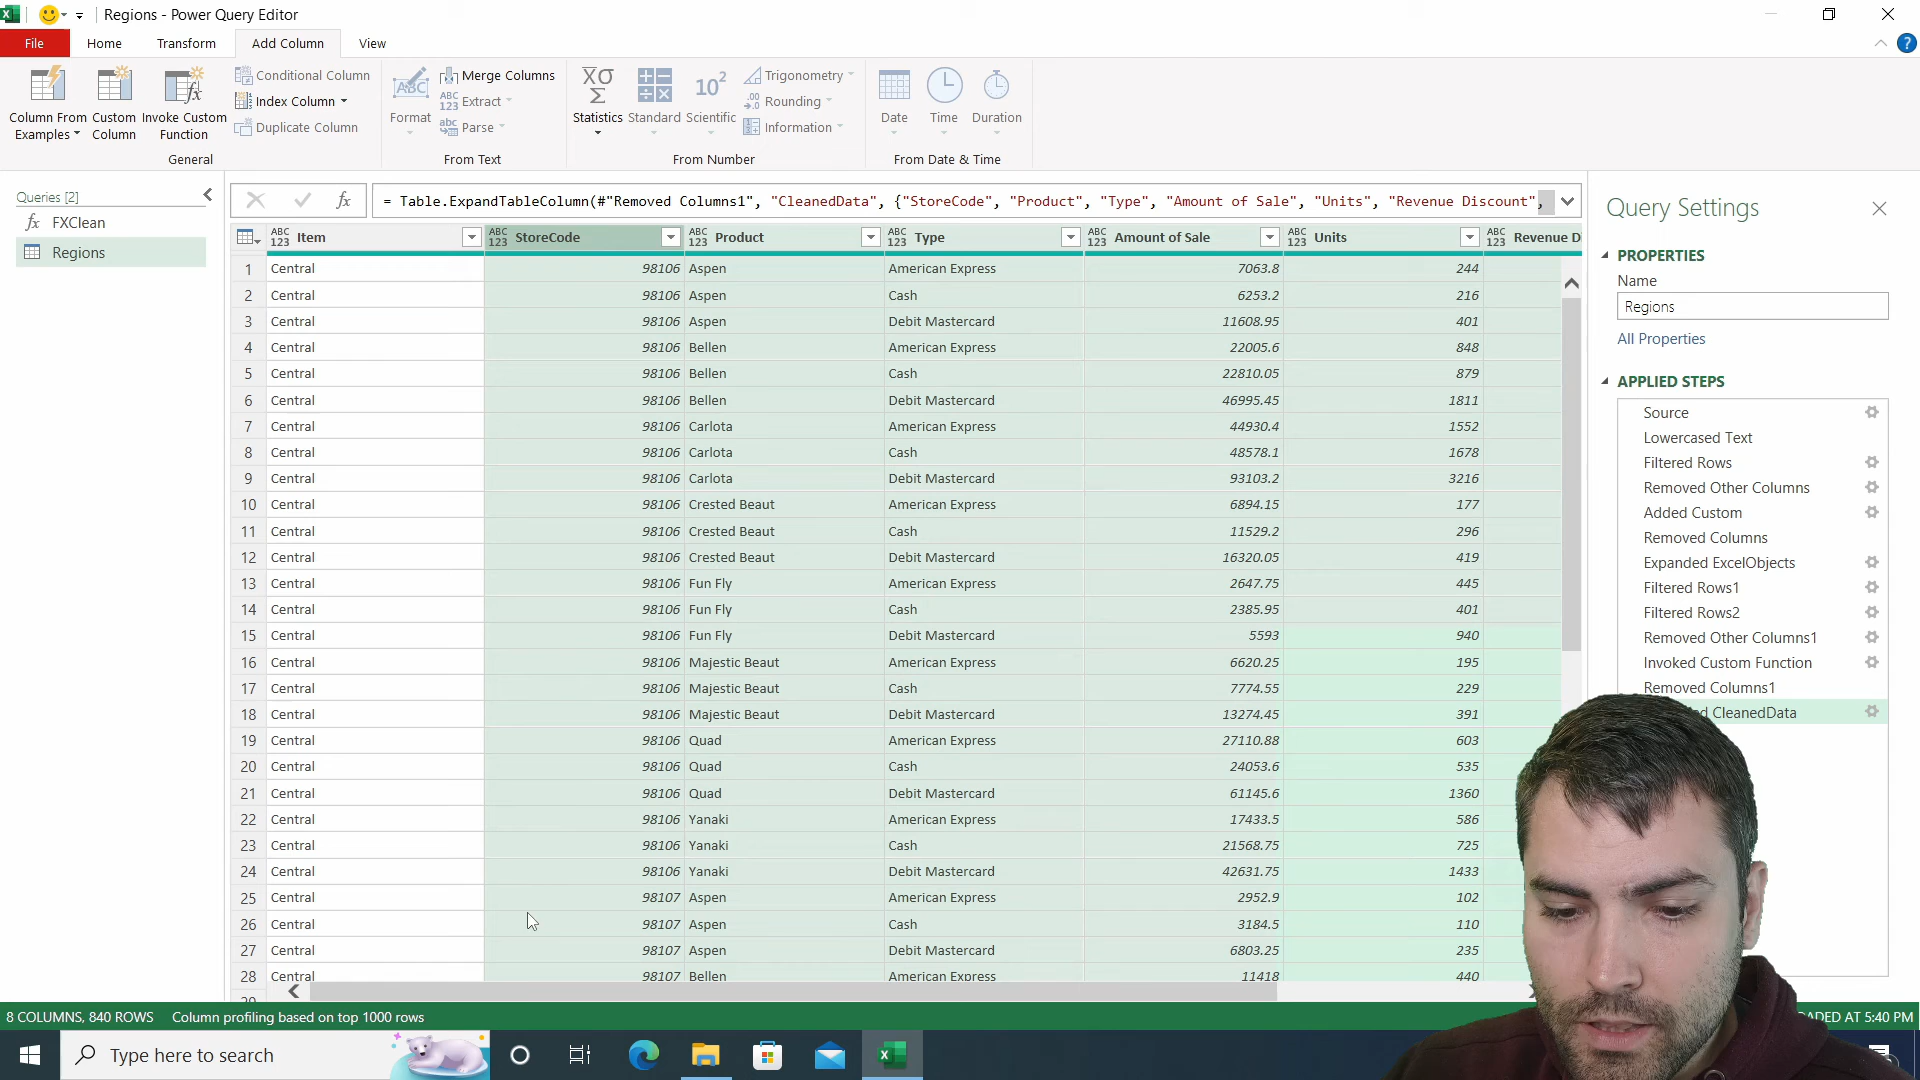 Regions - Power Query Editor
File Home Transform Add Column View
Column From Examples
Custom Column
Invoke Custom Function
Conditional Column
Index Column
Duplicate Column
General
Format
Merge Columns
Extract
Parse
From Text
Statistics
Standard
Scientific
Trigonometry
Rounding
Information
From Number
Date
Time
Duration
From Date & Time
Queries [2]
FXClean
Regions
= Table.ExpandTableColumn(#"Removed Columns1", "CleanedData", {"StoreCode", "Product", "Type", "Amount of Sale", "Units", "Revenue Discount",
Item StoreCode Product Type Amount of Sale Units Revenue D
1 Central 98106 Aspen American Express 7063.8 244
2 Central 98106 Aspen Cash 6253.2 216
3 Central 98106 Aspen Debit Mastercard 11608.95 401
4 Central 98106 Bellen American Express 22005.6 848
5 Central 98106 Bellen Cash 22810.05 879
6 Central 98106 Bellen Debit Mastercard 46995.45 1811
7 Central 98106 Carlota American Express 44930.4 1552
8 Central 98106 Carlota Cash 48578.1 1678
9 Central 98106 Carlota Debit Mastercard 93103.2 3216
10 Central 98106 Crested Beaut American Express 6894.15 177
11 Central 98106 Crested Beaut Cash 11529.2 296
12 Central 98106 Crested Beaut Debit Mastercard 16320.05 419
13 Central 98106 Fun Fly American Express 2647.75 445
14 Central 98106 Fun Fly Cash 2385.95 401
15 Central 98106 Fun Fly Debit Mastercard 5593 940
16 Central 98106 Majestic Beaut American Express 6620.25 195
17 Central 98106 Majestic Beaut Cash 7774.55 229
18 Central 98106 Majestic Beaut Debit Mastercard 13274.45 391
19 Central 98106 Quad American Express 27110.88 603
20 Central 98106 Quad Cash 24053.6 535
21 Central 98106 Quad Debit Mastercard 61145.6 1360
22 Central 98106 Yanaki American Express 17433.5 586
23 Central 98106 Yanaki Cash 21568.75 725
24 Central 98106 Yanaki Debit Mastercard 42631.75 1433
25 Central 98107 Aspen American Express 2952.9 102
26 Central 98107 Aspen Cash 3184.5 110
27 Central 98107 Aspen Debit Mastercard 6803.25 235
28 Central 98107 Bellen American Express 11418 440
Query Settings
PROPERTIES
Name
Regions
All Properties
APPLIED STEPS
Source
Lowercased Text
Filtered Rows
Removed Other Columns
Added Custom
Removed Columns
Expanded ExcelObjects
Filtered Rows1
Filtered Rows2
Removed Other Columns1
Invoked Custom Function
Removed Columns1
d CleanedData
8 COLUMNS, 840 ROWS Column profiling based on top 1000 rows
ADED AT 5:40 PM
Type here to search